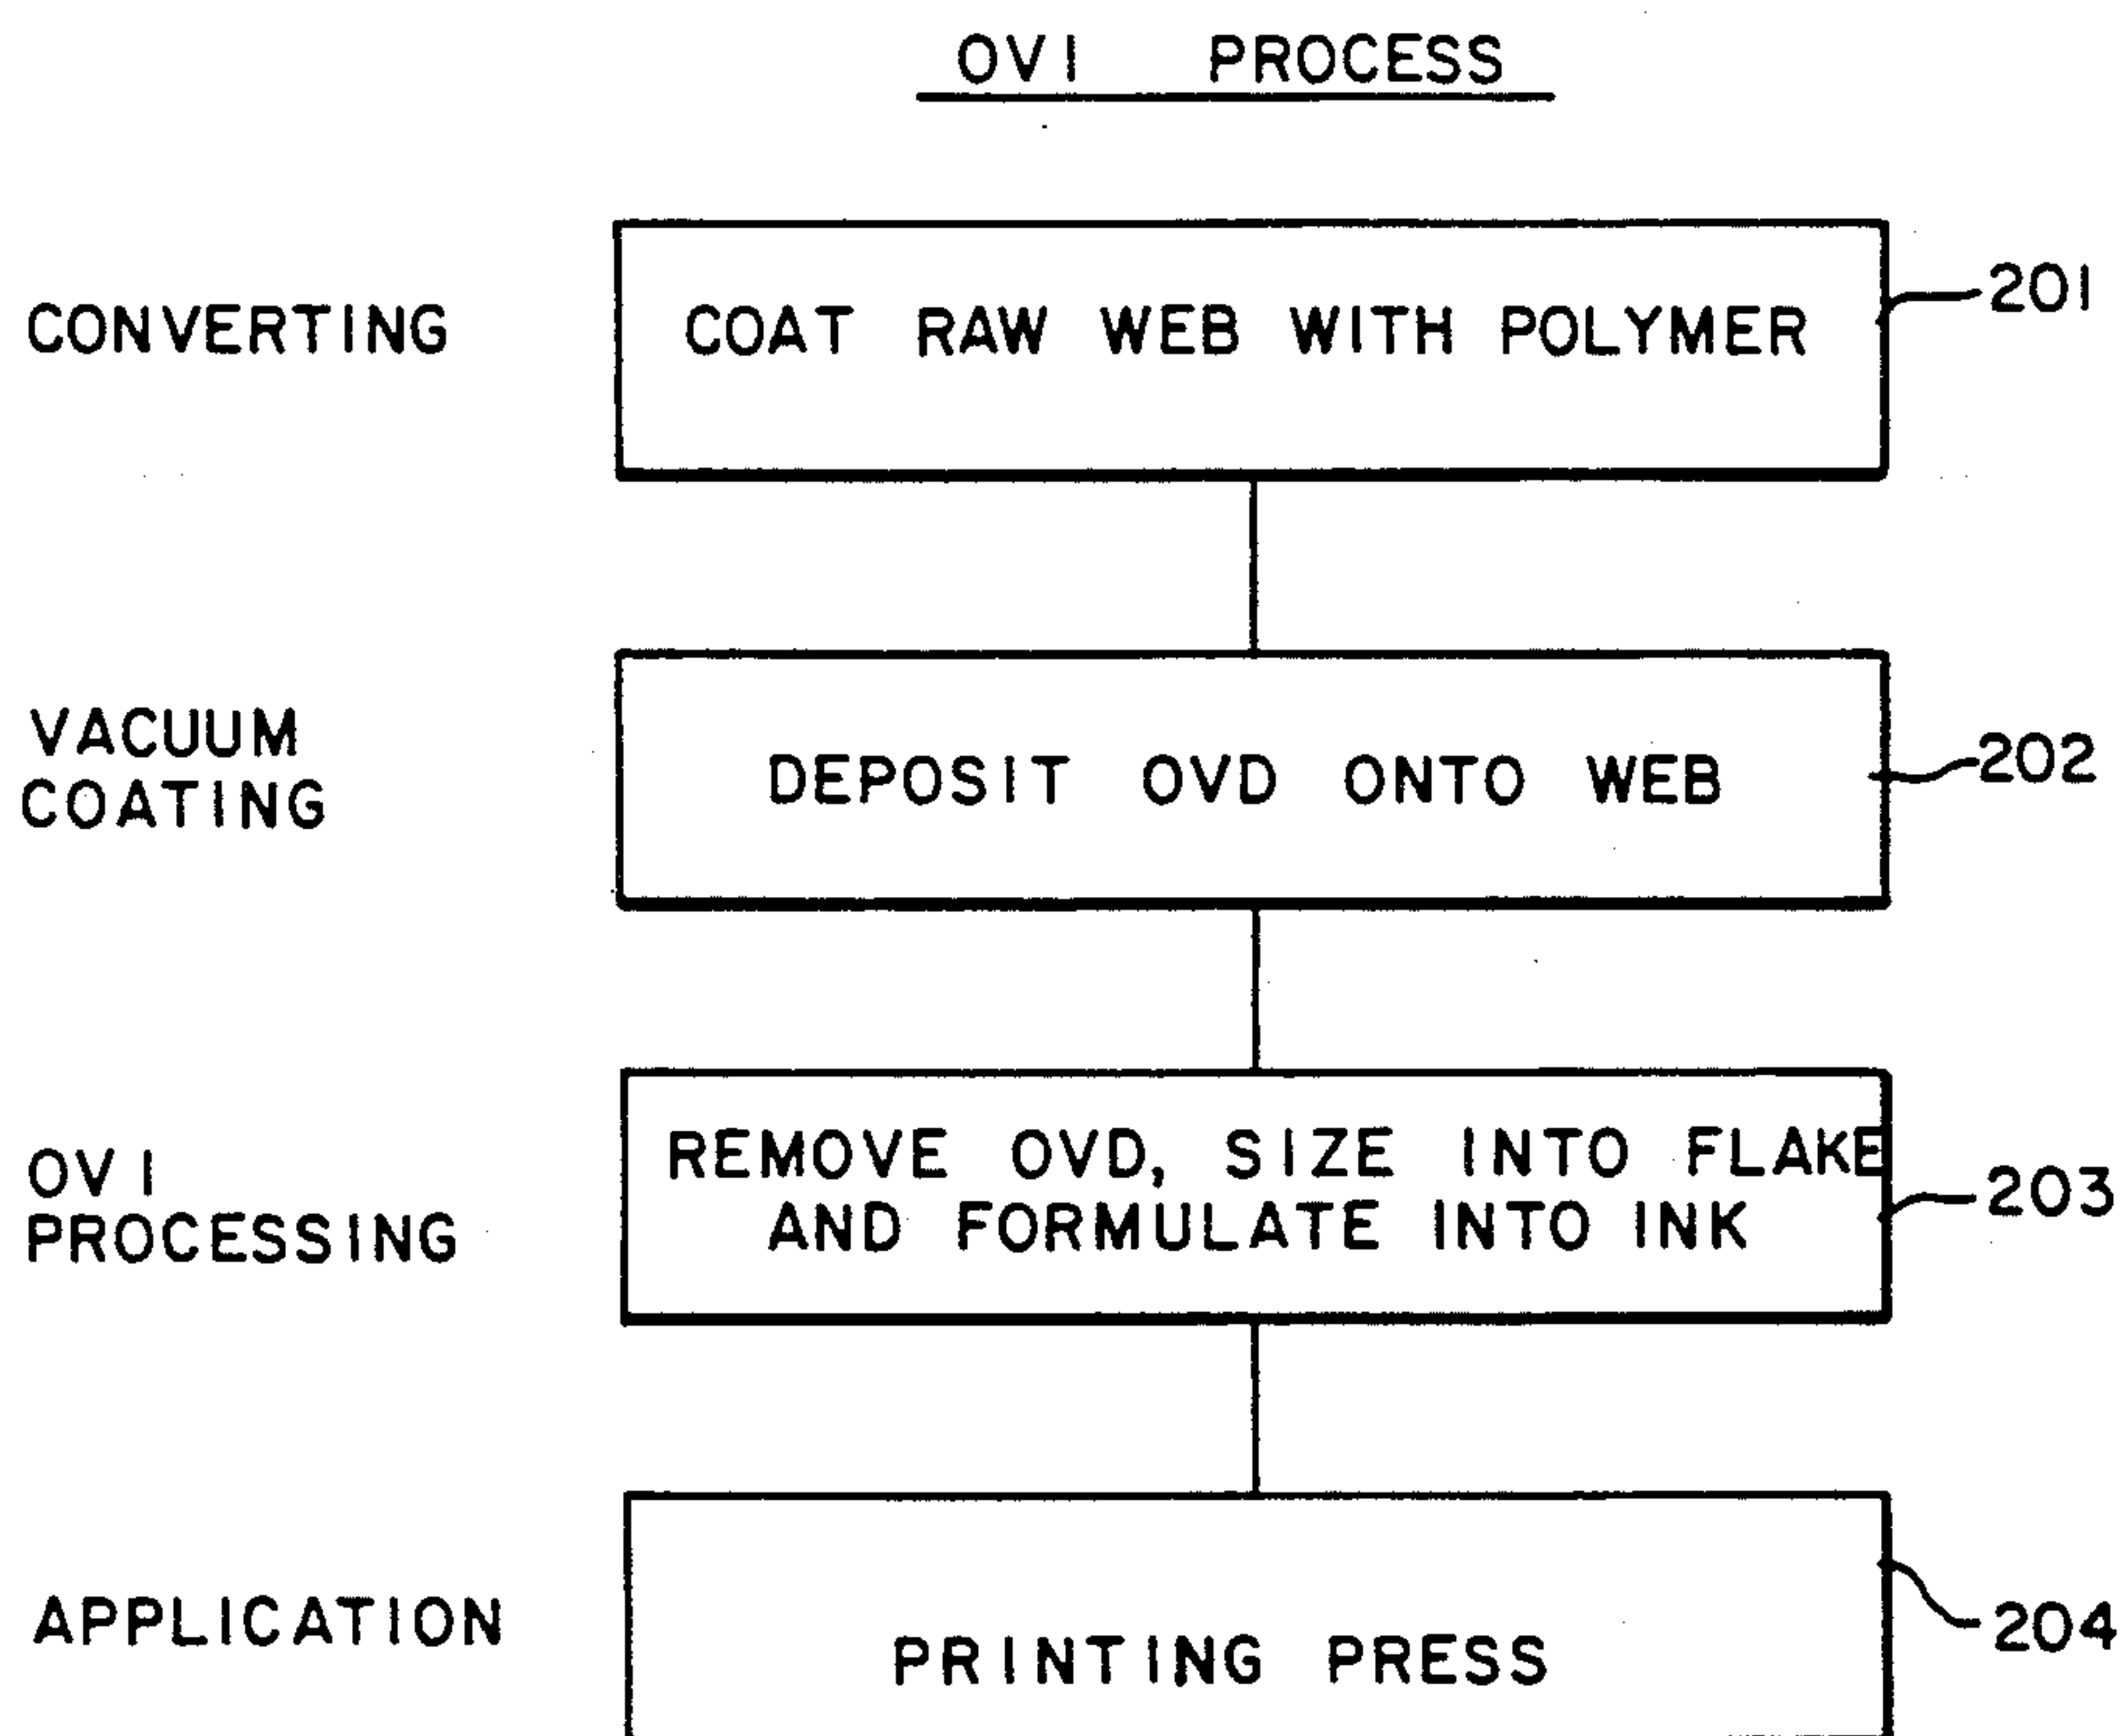 OVI PROCESS
CONVERTING
COAT RAW WEB WITH POLYMER
201
VACUUM
COATING
DEPOSIT OVD ONTO WEB
202
OVI
PROCESSING
REMOVE OVD, SIZE INTO FLAKE
AND FORMULATE INTO INK
203
APPLICATION
PRINTING PRESS
204